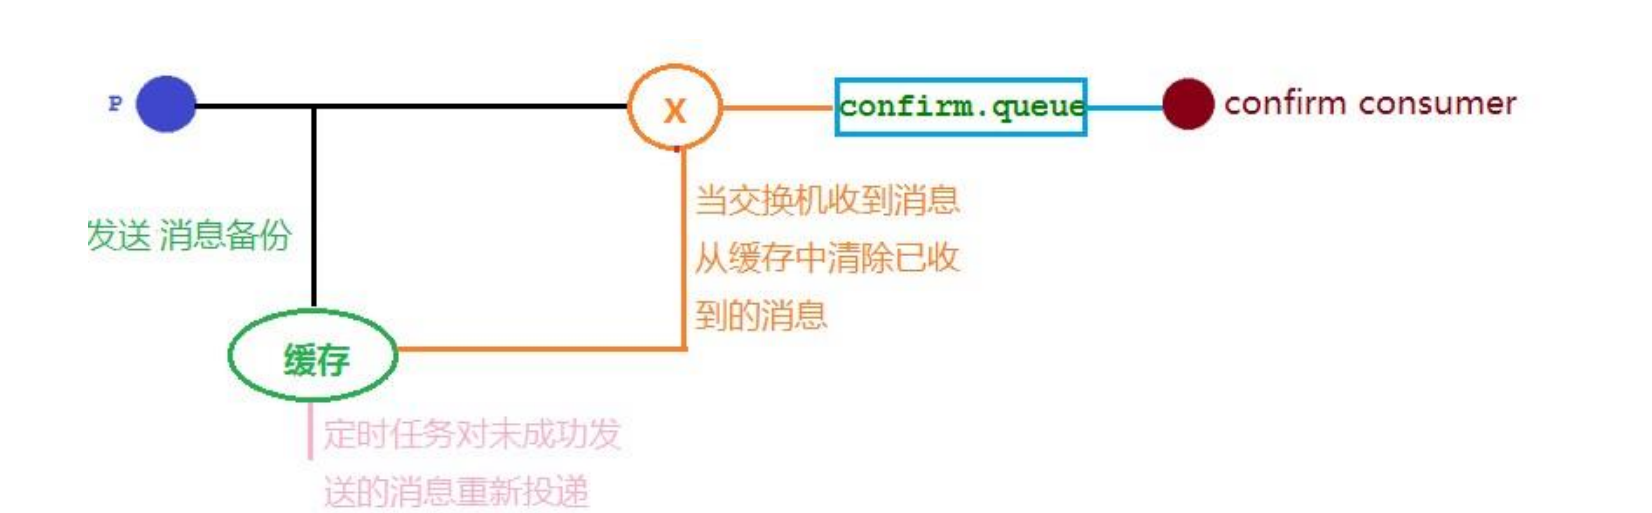 P
X
confirm.queue
confirm consumer
发送 消息备份
当交换机收到消息
从缓存中清除已收
到的消息
缓存
定时任务对未成功发
送的消息重新投递